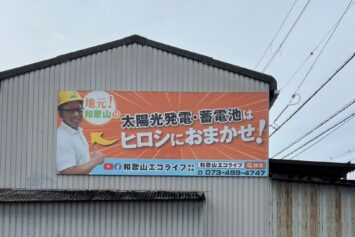 地元!
和歌山の
太陽光発電・蓄電池は
ヒロシにおまかせ!
和歌山エコライフ
和歌山エコライフ 検索
073-499-4747